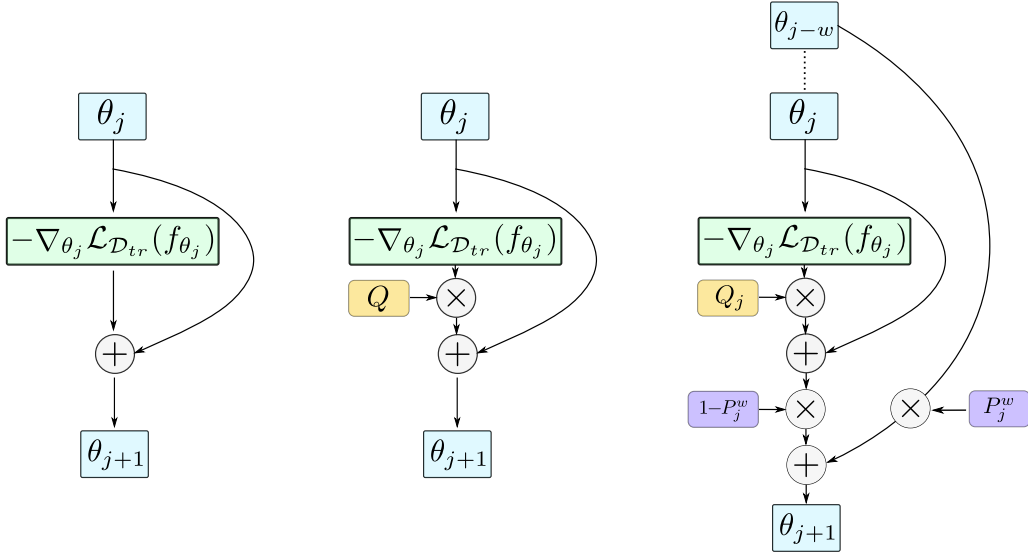 θ_j
−∇_{θ_j} 𝓛_{𝒟_{tr}}(f_{θ_j})
+
θ_{j+1}
θ_j
−∇_{θ_j} 𝓛_{𝒟_{tr}}(f_{θ_j})
Q ×
+
θ_{j+1}
θ_{j−w}
θ_j
−∇_{θ_j} 𝓛_{𝒟_{tr}}(f_{θ_j})
Q_j ×
+
1−P_j^w × × P_j^w
+
θ_{j+1}